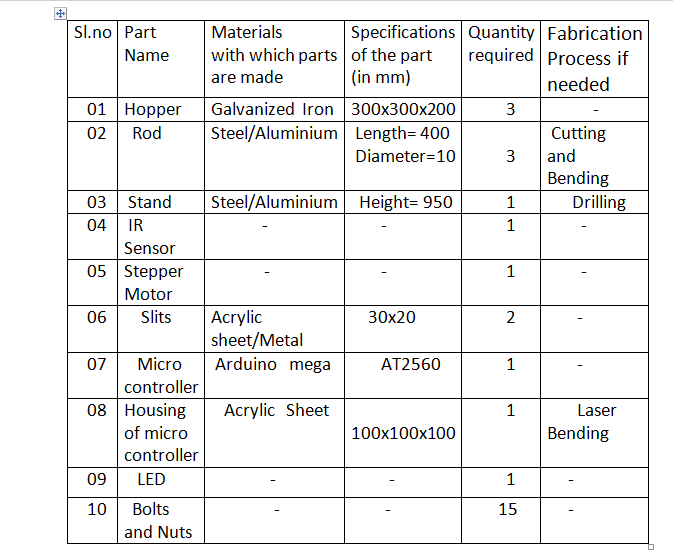 Sl.no Part Name Materials with which parts are made Specifications of the part (in mm) Quantity required Fabrication Process if needed
01 Hopper Galvanized Iron 300x300x200 3 -
02 Rod Steel/Aluminium Length= 400 Diameter=10 3 Cutting and Bending
03 Stand Steel/Aluminium Height= 950 1 Drilling
04 IR Sensor - - 1 -
05 Stepper Motor - - 1 -
06 Slits Acrylic sheet/Metal 30x20 2 -
07 Micro controller Arduino mega AT2560 1 -
08 Housing of micro controller Acrylic Sheet 100x100x100 1 Laser Bending
09 LED - - 1 -
10 Bolts and Nuts - - 15 -